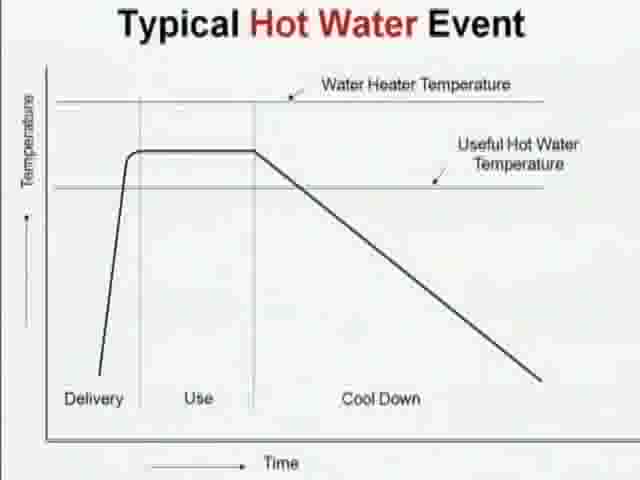 Typical Hot Water Event
Water Heater Temperature
Useful Hot Water
Temperature
Temperature
Delivery
Use
Cool Down
Time